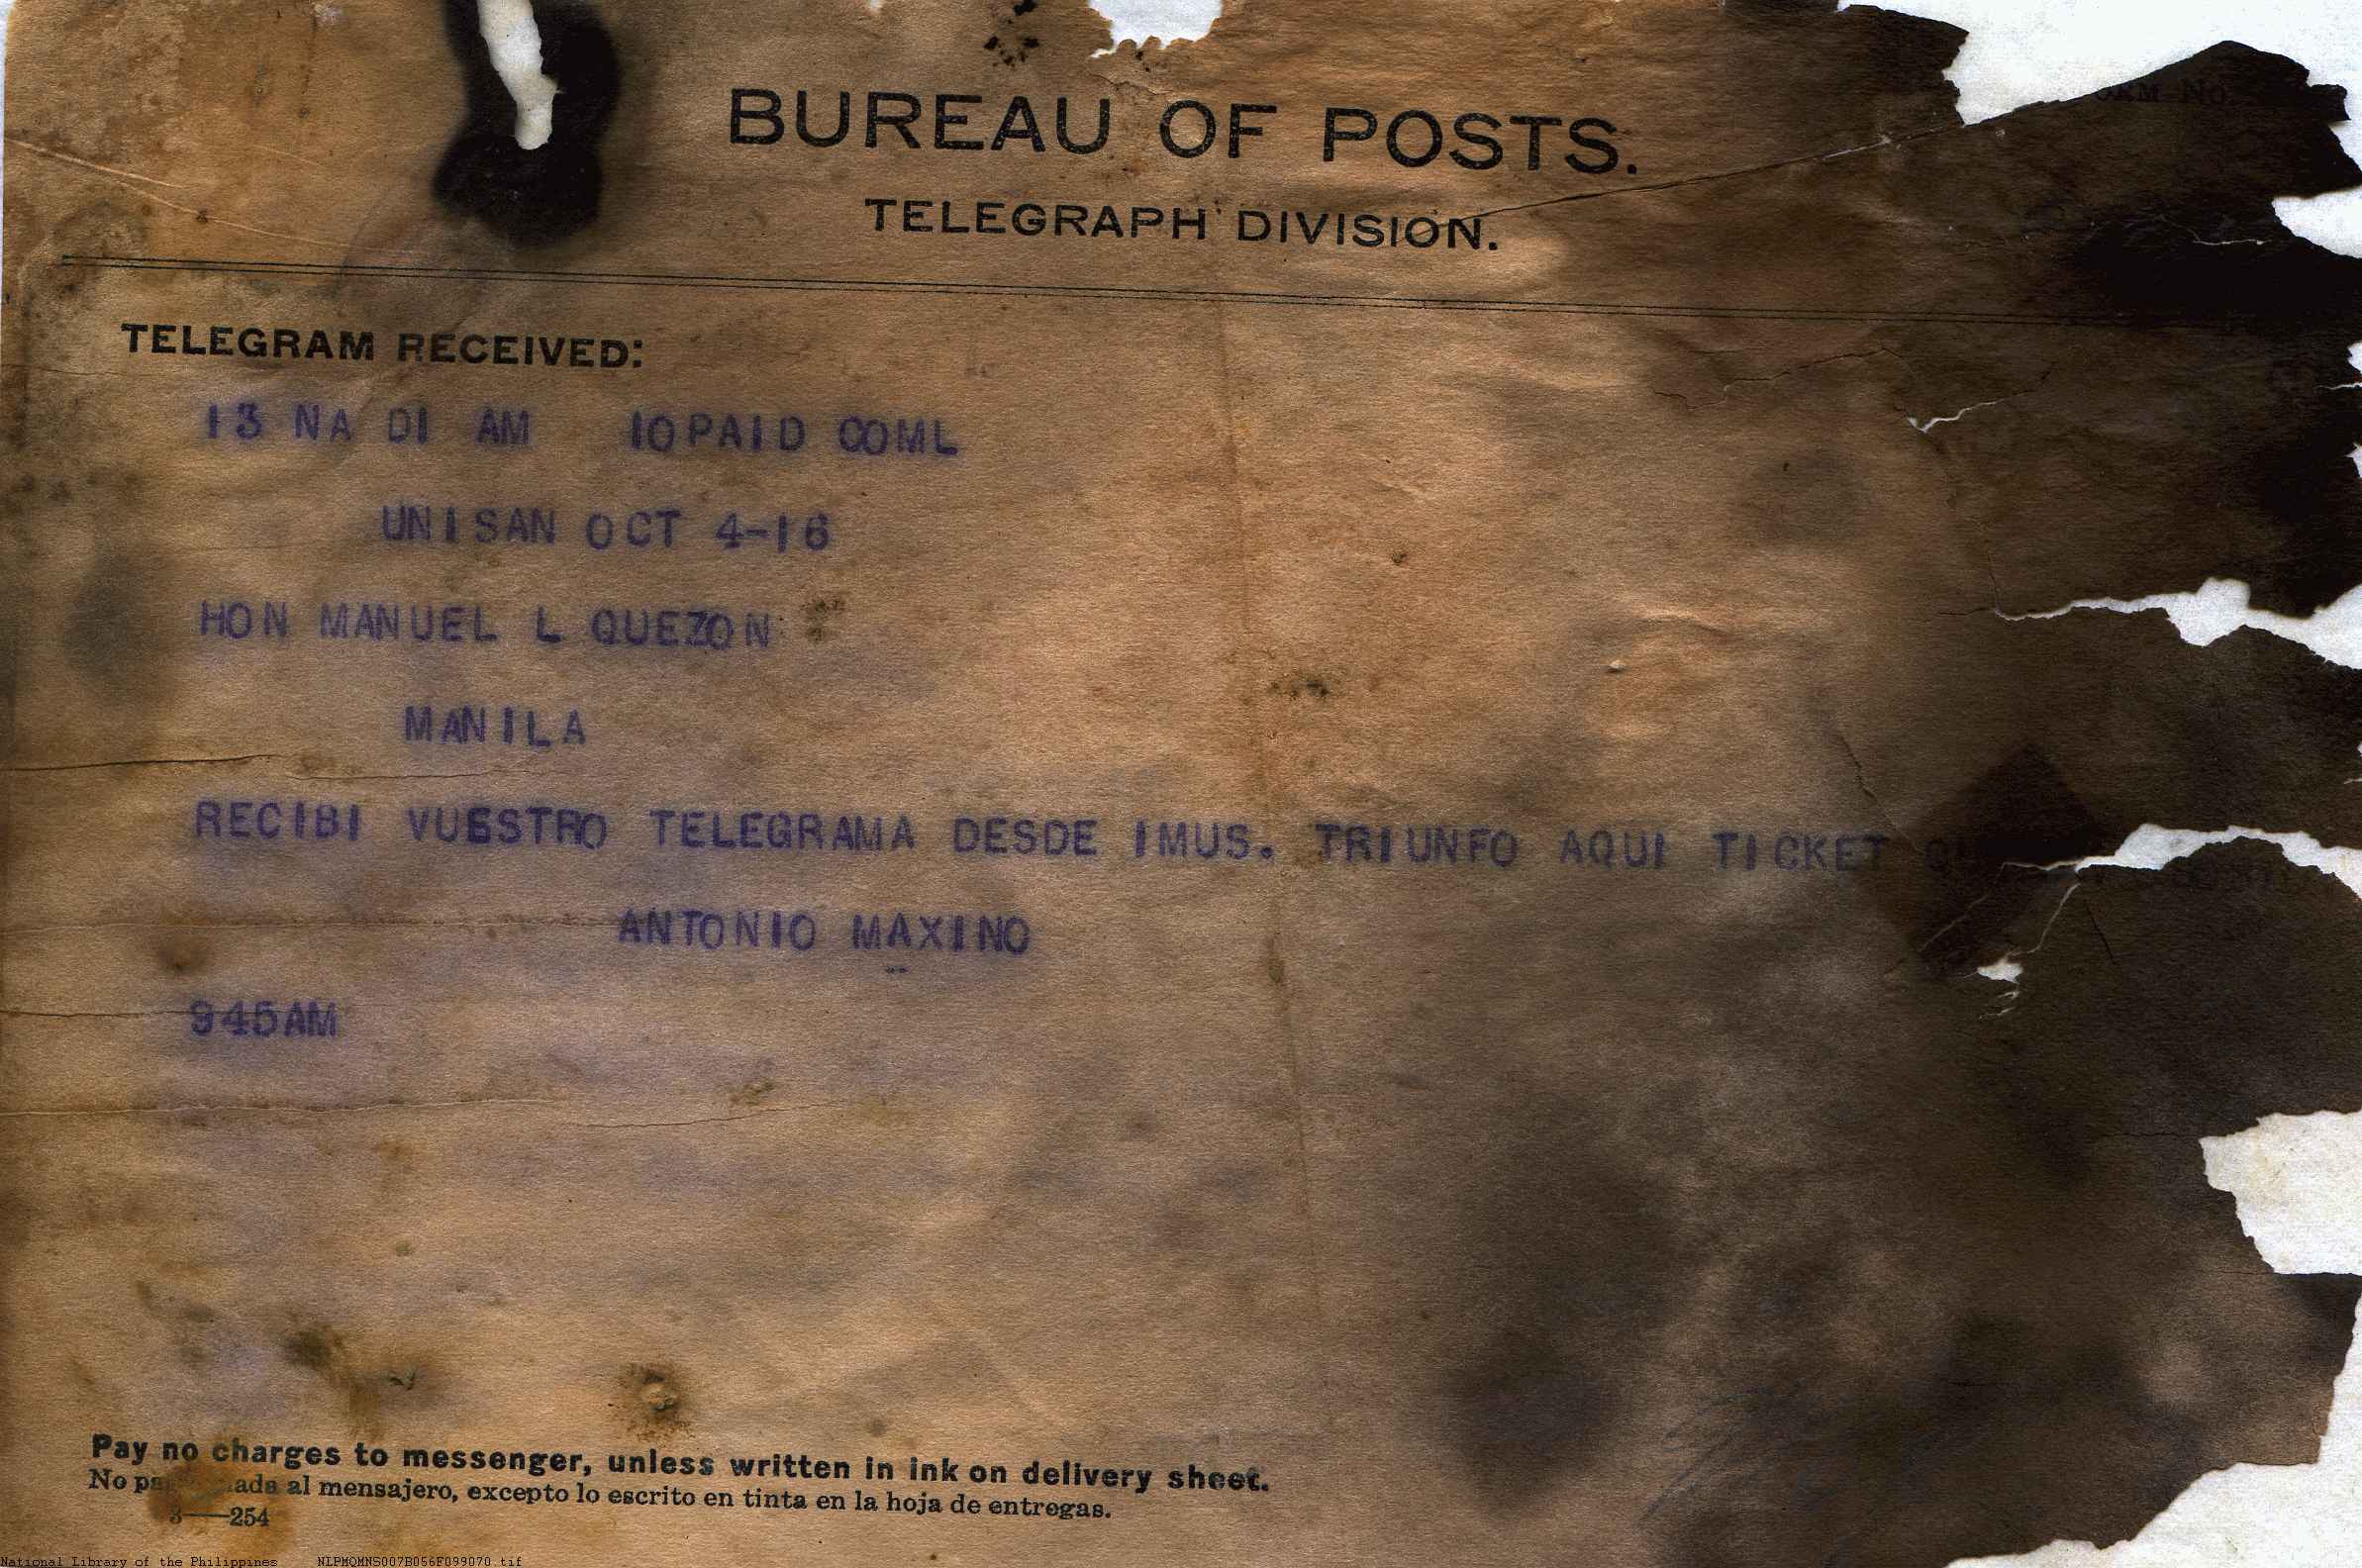 BUREAU OF POSTS.
TELEGRAPH DIVISION.
TELEGRAM RECEIVED:
13 NA DI AM 10PAID COML
UNISAN OCT 4-16
HON MANUEL L QUEZON
MANILA
RECIBI VUESTRO TELEGRAMA DESDE IMUS. TRIUNFO AQUI TICKET
ANTONIO MAXINO
945AM
Pay no charges to messenger, unless written in ink on delivery sheet.
No al mensajero, excepto lo escrito en tinta en la hoja de entregas.
3—254
National Library of the Philippines NLPMQMNS007B056F099070.tif